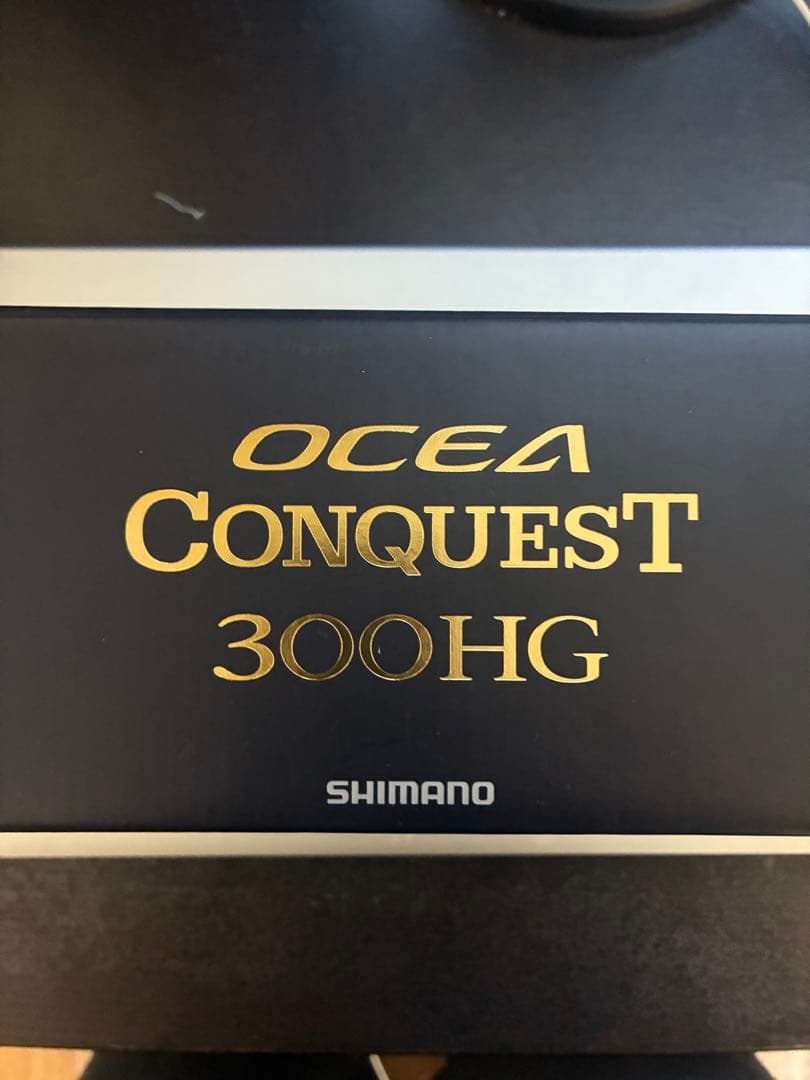 OCEA
CONQUEST
300HG
SHIMANO